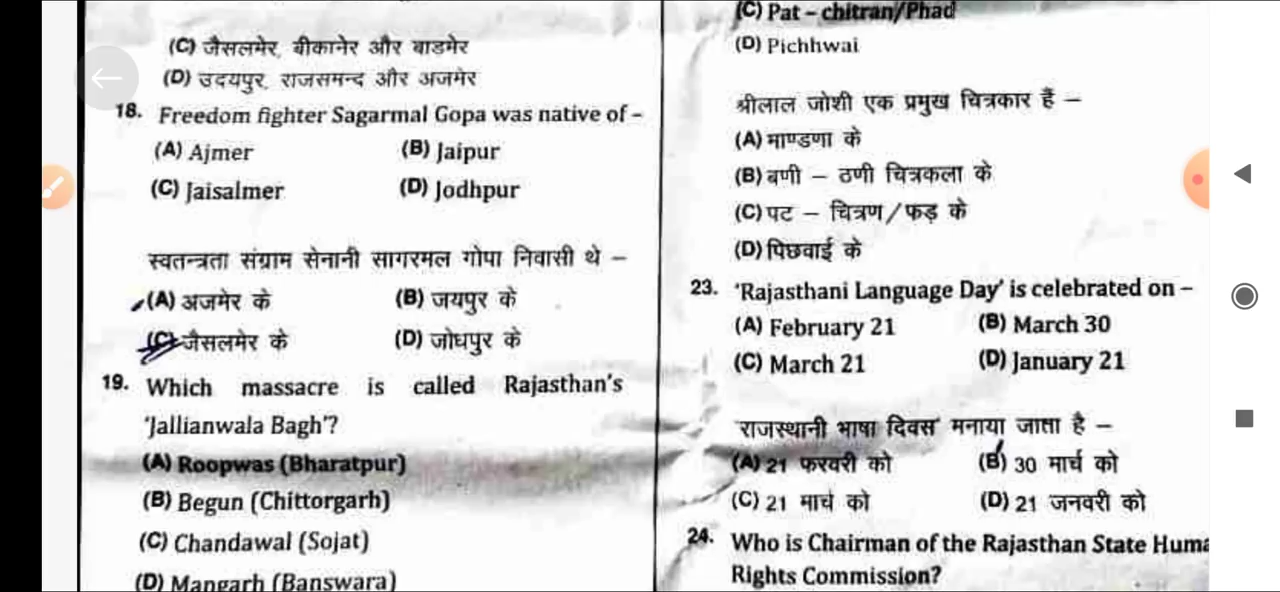 (C) जैसलमेर, बीकानेर और बाडमेर
(D) उदयपुर, राजसमन्द और अजमेर
18. Freedom fighter Sagarmal Gopa was native of –
(A) Ajmer (B) Jaipur
(C) Jaisalmer (D) Jodhpur
स्वतन्त्रता संग्राम सेनानी सागरमल गोपा निवासी थे –
(A) अजमेर के (B) जयपुर के
(C) जैसलमेर के (D) जोधपुर के
19. Which massacre is called Rajasthan's
'Jallianwala Bagh'?
(A) Roopwas (Bharatpur)
(B) Begun (Chittorgarh)
(C) Chandawal (Sojat)
(D) Mangarh (Banswara)
(C) Pat – chitran/Phad
(D) Pichhwai
श्रीलाल जोशी एक प्रमुख चित्रकार हैं –
(A) माण्डणा के
(B) बणी – ठणी चित्रकला के
(C) पट – चित्रण/फड़ के
(D) पिछवाई के
23. 'Rajasthani Language Day' is celebrated on –
(A) February 21 (B) March 30
(C) March 21 (D) January 21
राजस्थानी भाषा दिवस' मनाया जाता है –
(A) 21 फरवरी को (B) 30 मार्च को
(C) 21 मार्च को (D) 21 जनवरी को
24. Who is Chairman of the Rajasthan State Huma
Rights Commission?